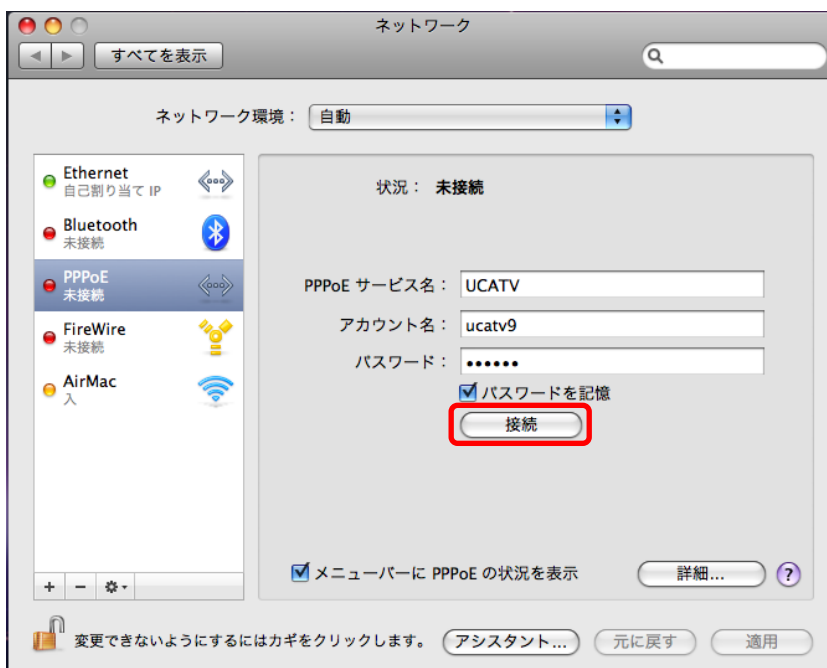 ネットワーク
すべてを表示
ネットワーク環境： 自動
Ethernet
自己割り当て IP
Bluetooth
未接続
PPPoE
未接続
FireWire
未接続
AirMac
入
状況： 未接続
PPPoE サービス名： UCATV
アカウント名： ucatv9
パスワード： ••••••
パスワードを記憶
接続
メニューバーに PPPoE の状況を表示
詳細...
?
変更できないようにするにはカギをクリックします。
アシスタント...
元に戻す
適用